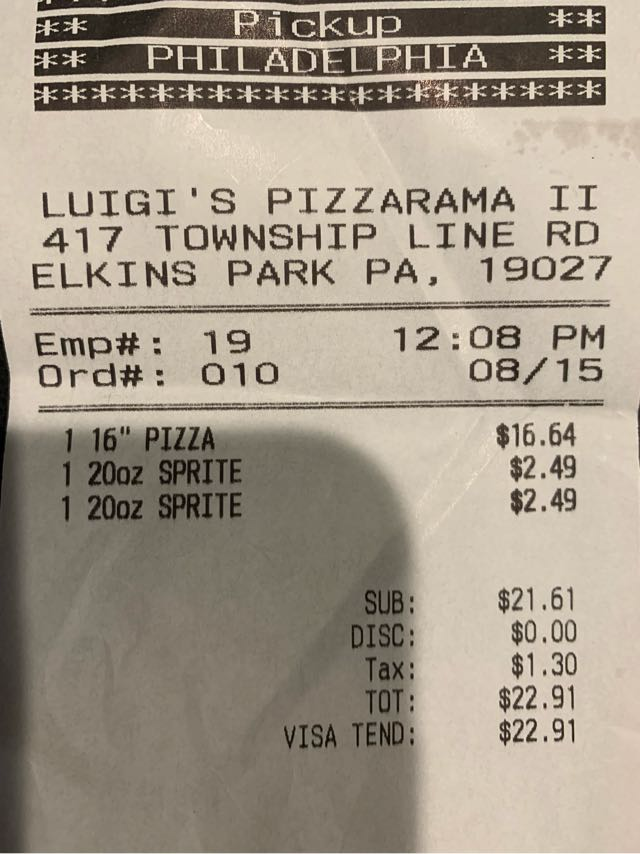 ** Pickup **
** PHILADELPHIA **
********************
LUIGI'S PIZZARAMA II
417 TOWNSHIP LINE RD
ELKINS PARK PA, 19027
Emp#: 19 12:08 PM
Ord#: 010 08/15
1 16" PIZZA $16.64
1 20oz SPRITE $2.49
1 20oz SPRITE $2.49
SUB: $21.61
DISC: $0.00
Tax: $1.30
TOT: $22.91
VISA TEND: $22.91